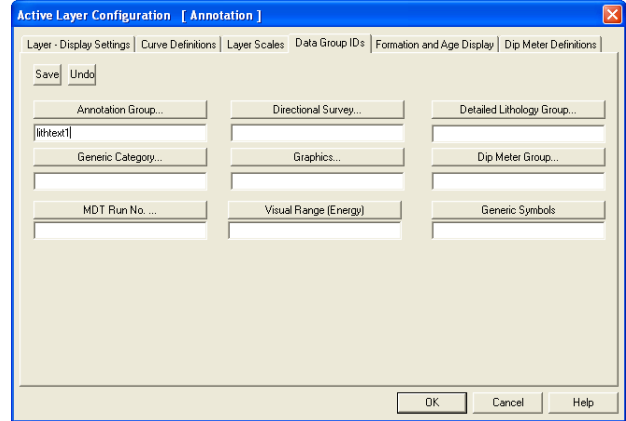 Active Layer Configuration [ Annotation ]
Layer - Display Settings Curve Definitions Layer Scales Data Group IDs Formation and Age Display Dip Meter Definitions
Save Undo
Annotation Group... Directional Survey... Detailed Lithology Group...
lithtext1
Generic Category... Graphics... Dip Meter Group...
MDT Run No. ... Visual Range (Energy) Generic Symbols
OK Cancel Help